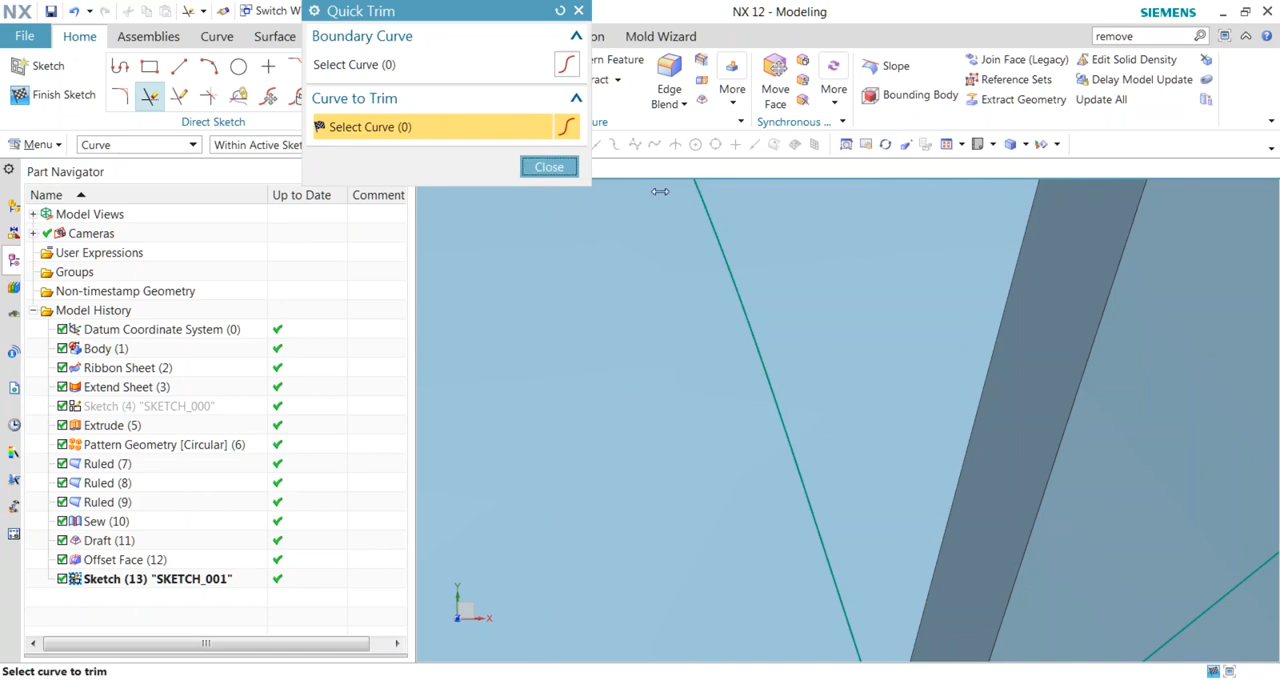 NX
Switch W
Quick Trim
NX 12 - Modeling
SIEMENS
File
Home
Assemblies
Curve
Surface
on
Mold Wizard
remove
Boundary Curve
Select Curve (0)
Curve to Trim
Select Curve (0)
Close
Sketch
Finish Sketch
Direct Sketch
ern Feature
ract
ure
Edge
Blend
More
Move
Face
More
Synchronous ...
Slope
Bounding Body
Join Face (Legacy)
Reference Sets
Extract Geometry
Edit Solid Density
Delay Model Update
Update All
Menu
Curve
Within Active Sket
Part Navigator
Name
Up to Date
Comment
Model Views
Cameras
User Expressions
Groups
Non-timestamp Geometry
Model History
Datum Coordinate System (0)
Body (1)
Ribbon Sheet (2)
Extend Sheet (3)
Sketch (4) "SKETCH_000"
Extrude (5)
Pattern Geometry [Circular] (6)
Ruled (7)
Ruled (8)
Ruled (9)
Sew (10)
Draft (11)
Offset Face (12)
Sketch (13) "SKETCH_001"
Y
Z
X
Select curve to trim